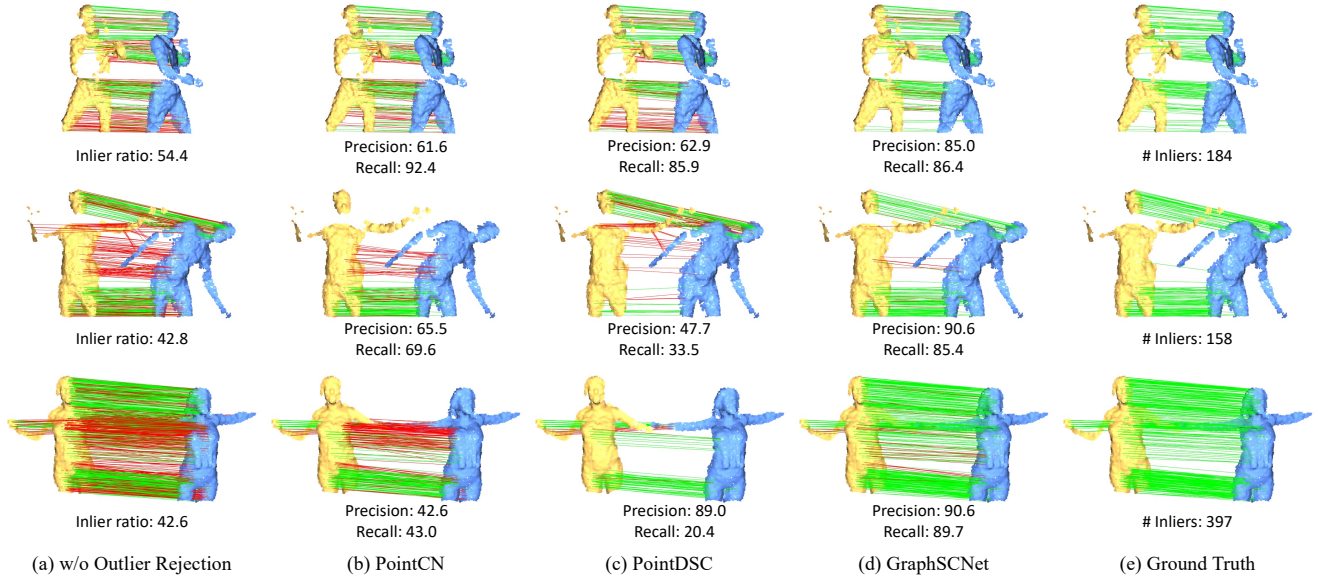 Inlier ratio: 54.4
Precision: 61.6
Recall: 92.4
Precision: 62.9
Recall: 85.9
Precision: 85.0
Recall: 86.4
# Inliers: 184
Inlier ratio: 42.8
Precision: 65.5
Recall: 69.6
Precision: 47.7
Recall: 33.5
Precision: 90.6
Recall: 85.4
# Inliers: 158
Inlier ratio: 42.6
Precision: 42.6
Recall: 43.0
Precision: 89.0
Recall: 20.4
Precision: 90.6
Recall: 89.7
# Inliers: 397
(a) w/o Outlier Rejection
(b) PointCN
(c) PointDSC
(d) GraphSCNet
(e) Ground Truth